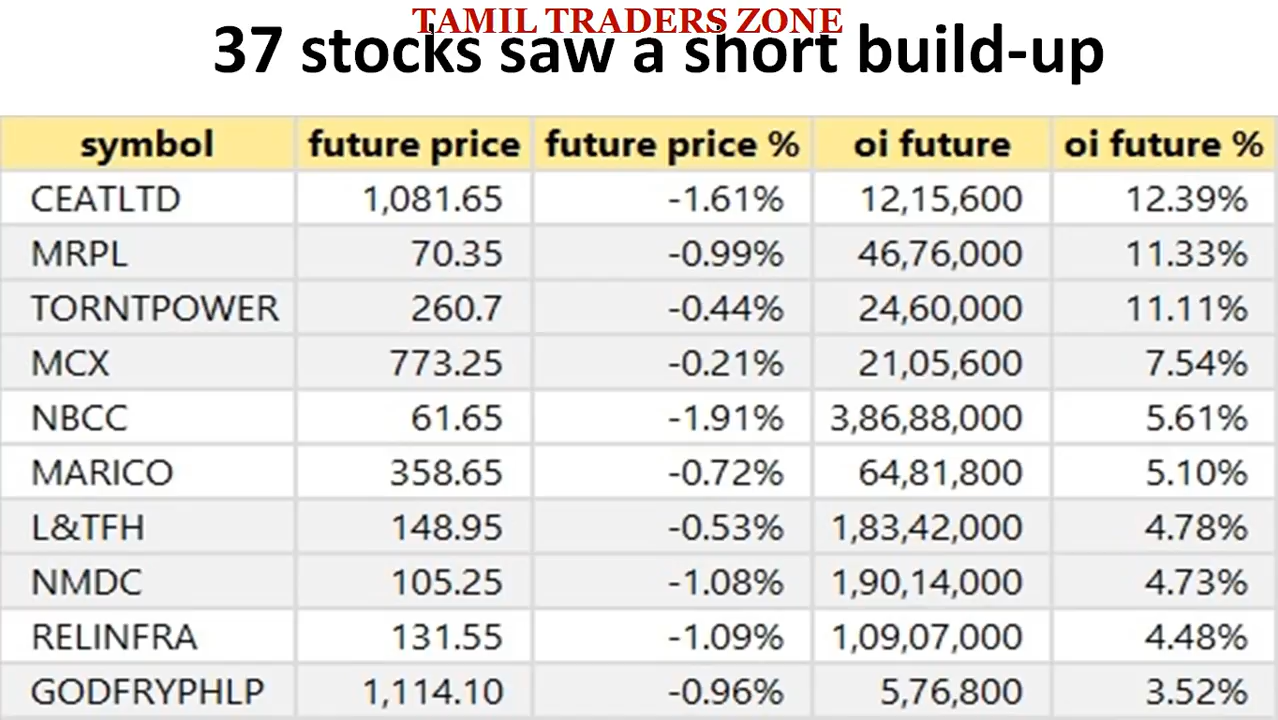 TAMIL TRADERS ZONE
37 stocks saw a short build-up
symbol future price future price % oi future oi future %
CEATLTD 1,081.65 -1.61% 12,15,600 12.39%
MRPL 70.35 -0.99% 46,76,000 11.33%
TORNTPOWER 260.7 -0.44% 24,60,000 11.11%
MCX 773.25 -0.21% 21,05,600 7.54%
NBCC 61.65 -1.91% 3,86,88,000 5.61%
MARICO 358.65 -0.72% 64,81,800 5.10%
L&TFH 148.95 -0.53% 1,83,42,000 4.78%
NMDC 105.25 -1.08% 1,90,14,000 4.73%
RELINFRA 131.55 -1.09% 1,09,07,000 4.48%
GODFRYPHLP 1,114.10 -0.96% 5,76,800 3.52%